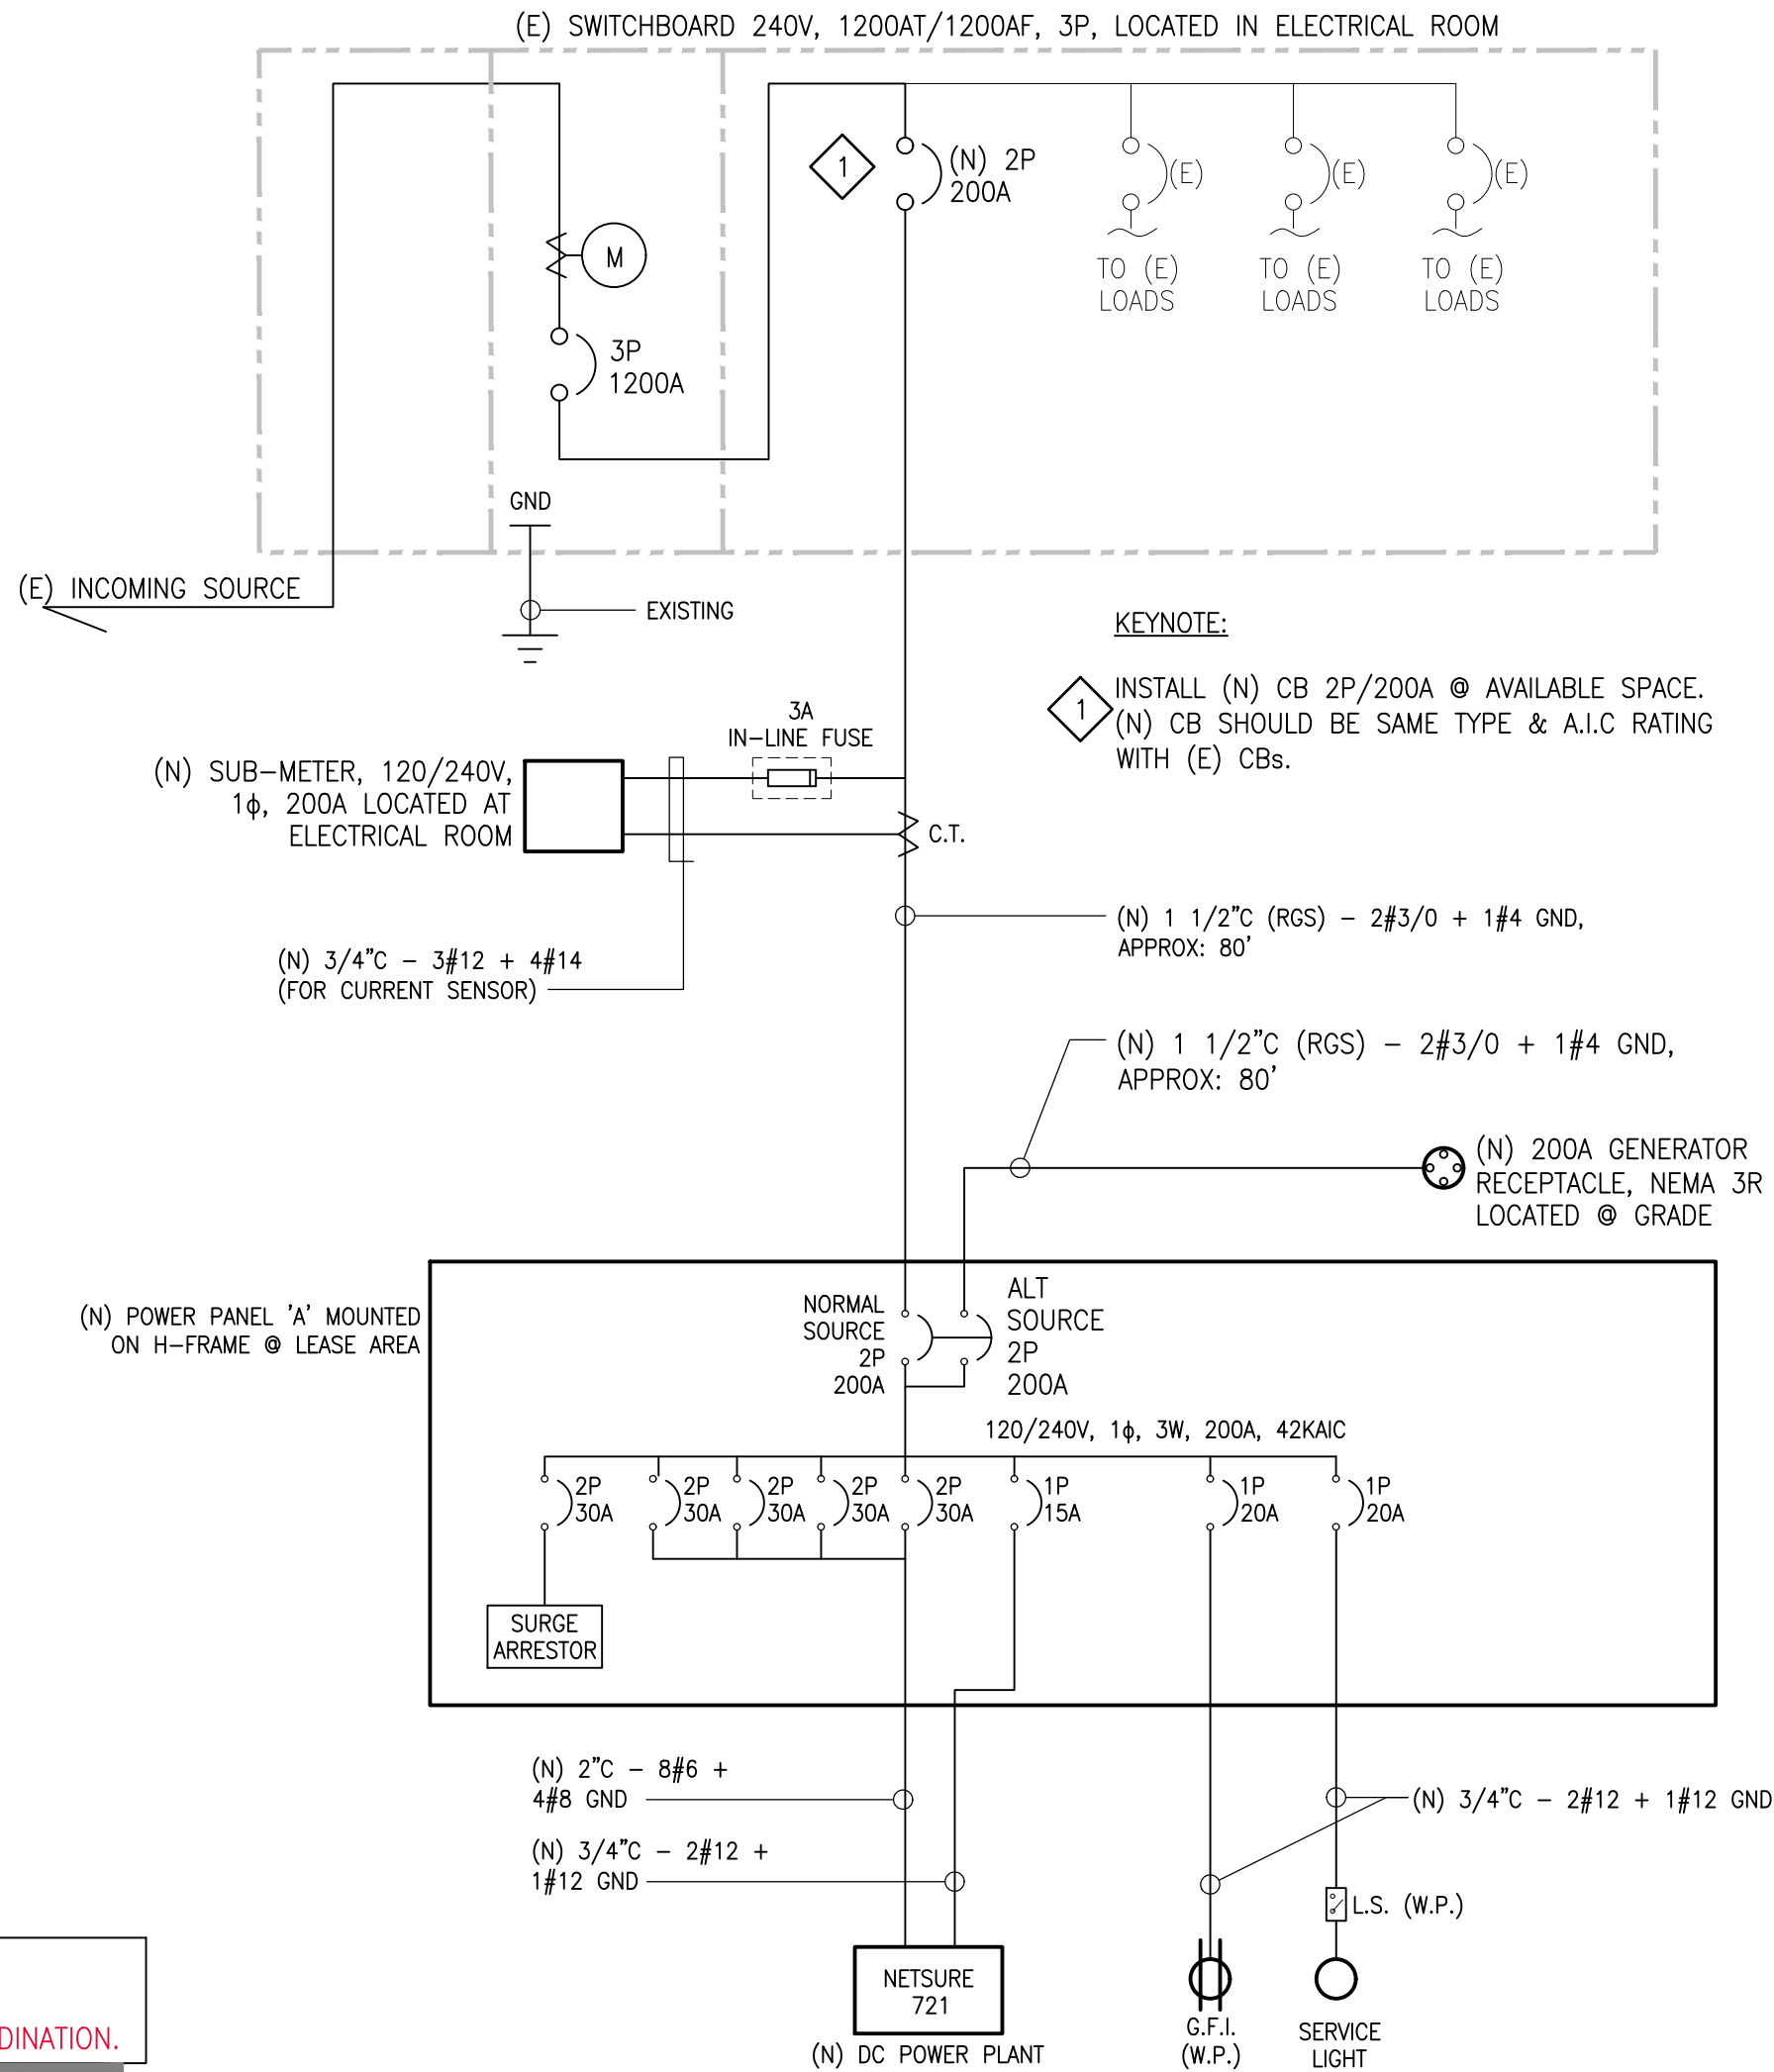 (E) SWITCHBOARD 240V, 1200AT/1200AF, 3P, LOCATED IN ELECTRICAL ROOM
1
(N) 2P
200A
(E)
(E)
(E)
M
TO (E)
LOADS
TO (E)
LOADS
TO (E)
LOADS
3P
1200A
GND
(E) INCOMING SOURCE
EXISTING
KEYNOTE:
1
INSTALL (N) CB 2P/200A @ AVAILABLE SPACE.
(N) CB SHOULD BE SAME TYPE & A.I.C RATING
WITH (E) CBs.
3A
IN-LINE FUSE
(N) SUB-METER, 120/240V,
1ϕ, 200A LOCATED AT
ELECTRICAL ROOM
C.T.
(N) 1 1/2"C (RGS) - 2#3/0 + 1#4 GND,
APPROX: 80'
(N) 3/4"C - 3#12 + 4#14
(FOR CURRENT SENSOR)
(N) 1 1/2"C (RGS) - 2#3/0 + 1#4 GND,
APPROX: 80'
(N) 200A GENERATOR
RECEPTACLE, NEMA 3R
LOCATED @ GRADE
(N) POWER PANEL 'A' MOUNTED
ON H-FRAME @ LEASE AREA
NORMAL
SOURCE
2P
200A
ALT
SOURCE
2P
200A
120/240V, 1ϕ, 3W, 200A, 42KAIC
2P
30A
2P
30A
2P
30A
2P
30A
2P
30A
1P
15A
1P
20A
1P
20A
SURGE
ARRESTOR
(N) 2"C - 8#6 +
4#8 GND
(N) 3/4"C - 2#12 + 1#12 GND
(N) 3/4"C - 2#12 +
1#12 GND
L.S. (W.P.)
NETSURE
721
(N) DC POWER PLANT
G.F.I.
(W.P.)
SERVICE
LIGHT
DINATION.